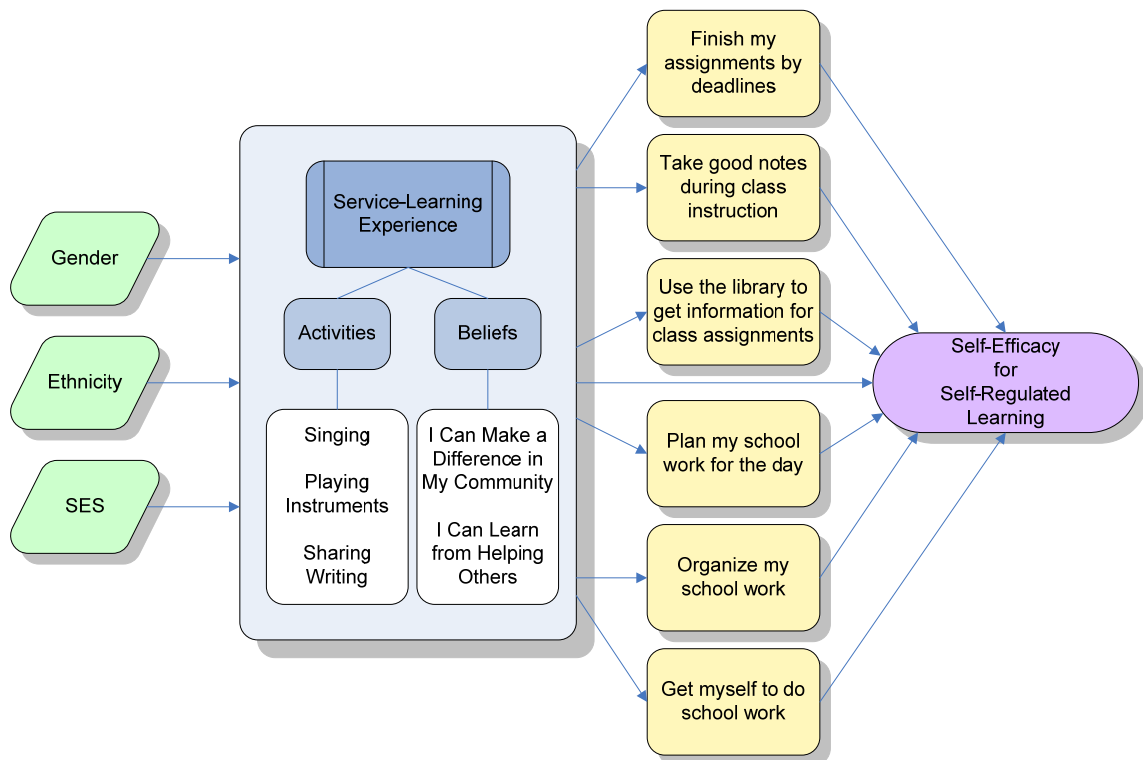 Gender
Ethnicity
SES
Service-Learning
Experience
Activities
Beliefs
Singing
Playing
Instruments
Sharing
Writing
I Can Make a
Difference in
My Community
I Can Learn
from Helping
Others
Finish my
assignments by
deadlines
Take good notes
during class
instruction
Use the library to
get information for
class assignments
Plan my school
work for the day
Organize my
school work
Get myself to do
school work
Self-Efficacy
for
Self-Regulated
Learning